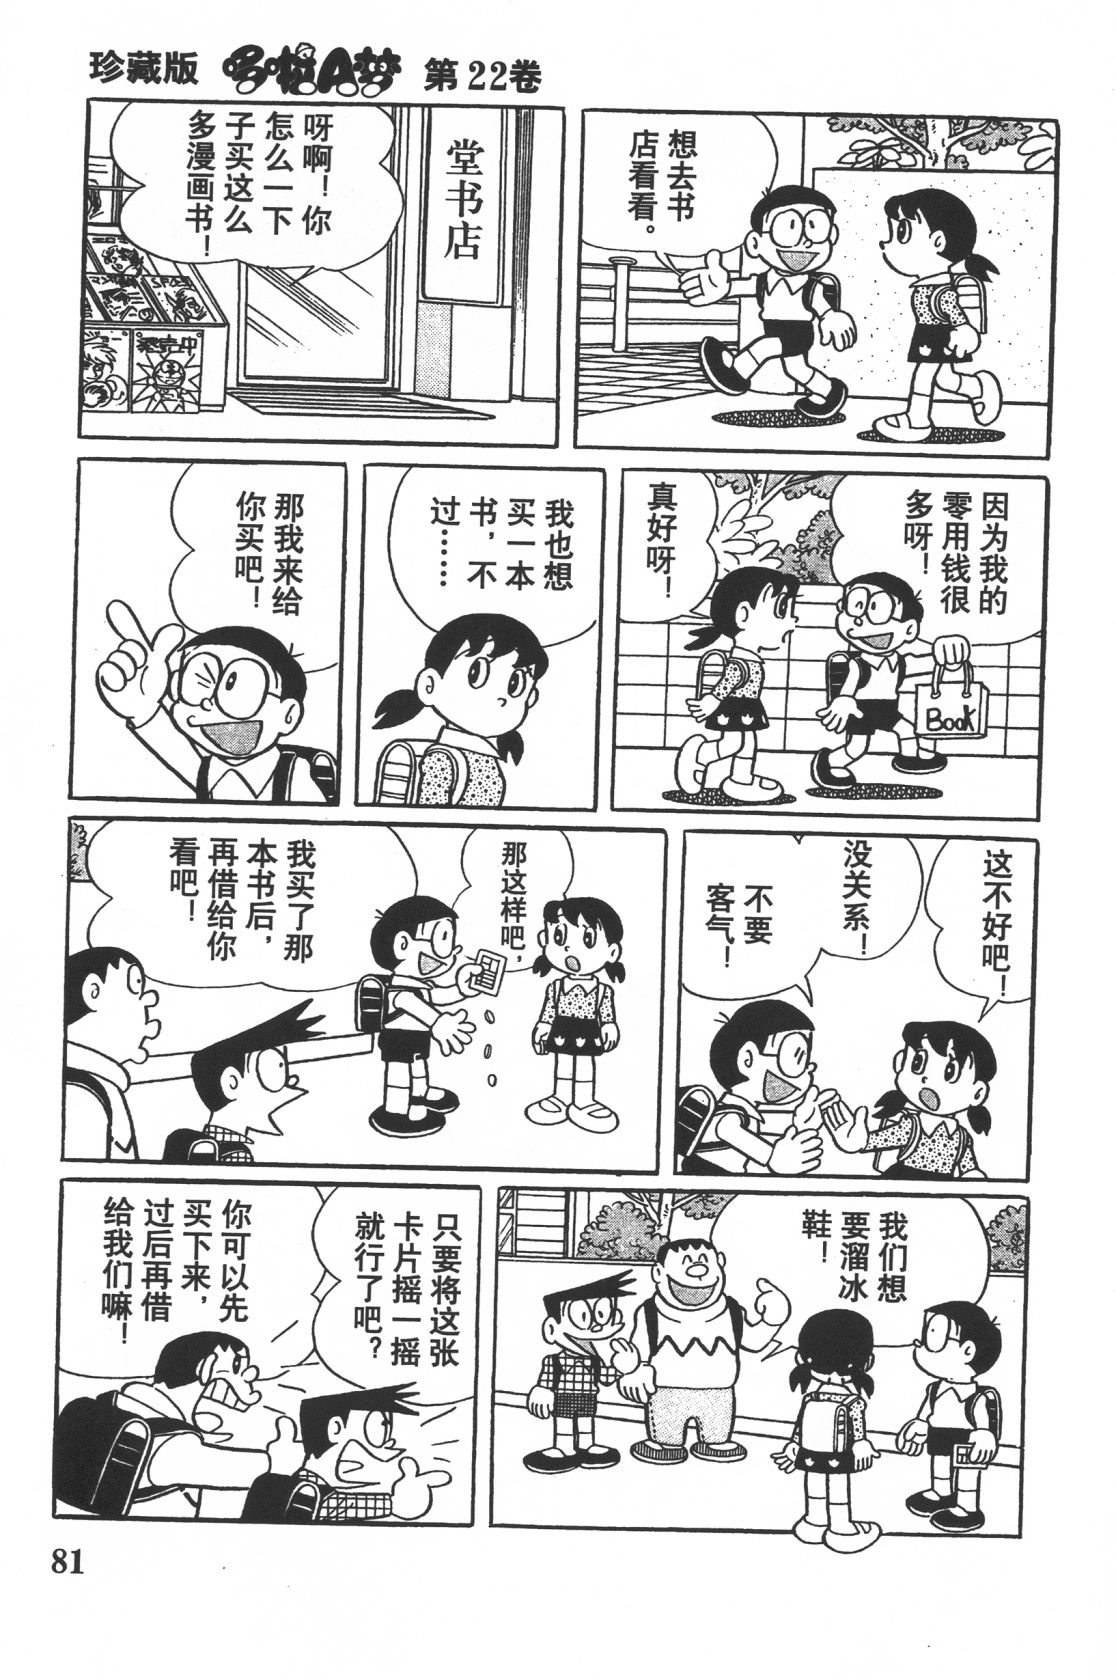 珍藏版 哆啦A梦 第22卷
想去书
店看看。
堂书店
呀啊！你
怎么一下
子买这么
多漫画书！
発売中
因为我的
零用钱很
多呀！
Book
真好呀！
我也想
买一本
书，不
过……
那我来给
你买吧！
这不好吧！
没关系！
不要
客气！
那这样吧，
我买了那
本书后，
再借给你
看吧！
我们想
要溜冰
鞋！
只要将这张
卡片摇一摇
就行了吧？
你可以先
买下来，
过后再借
给我们嘛！
81